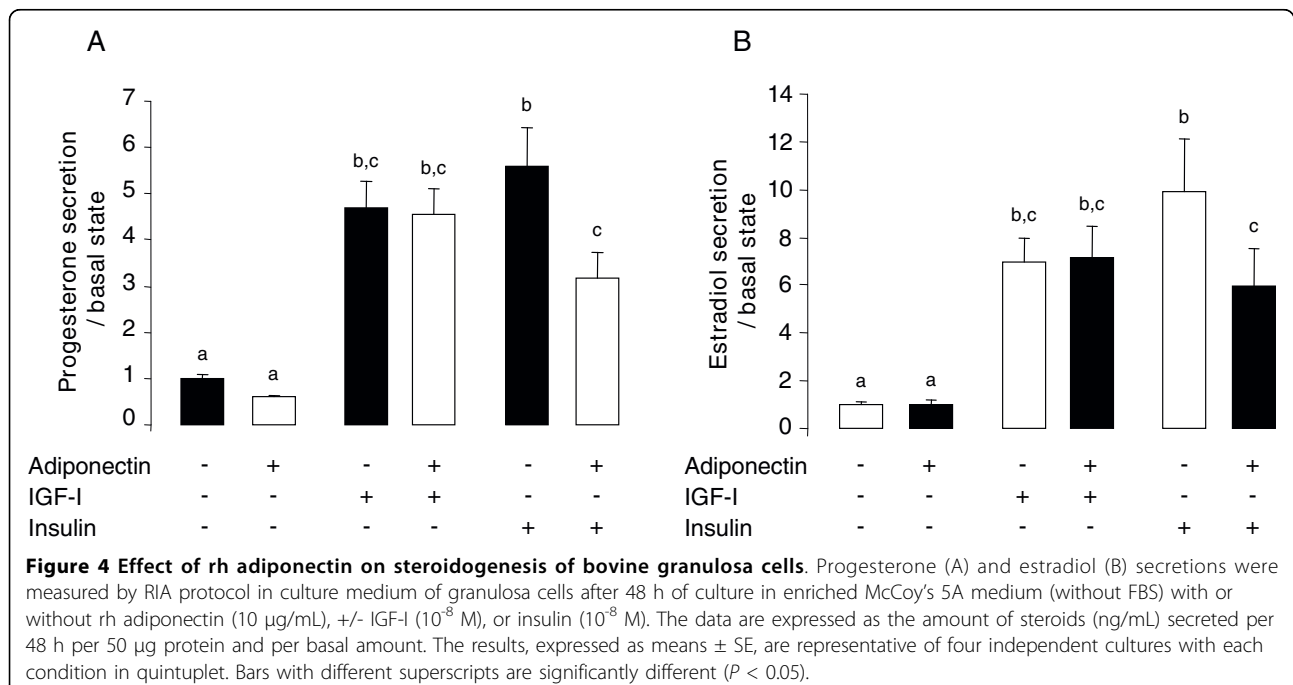 A
Progesterone secretion
/ basal state
7
6
5
4
3
2
1
0
a
a
b,c
b,c
b
c
Adiponectin - + - + - +
IGF-I - - + + - -
Insulin - - - - + +
B
Estradiol secretion
/ basal state
14
12
10
8
6
4
2
0
a
a
b,c
b,c
b
c
Adiponectin - + - + - +
IGF-I - - + + - -
Insulin - - - - + +
Figure 4 Effect of rh adiponectin on steroidogenesis of bovine granulosa cells. Progesterone (A) and estradiol (B) secretions were
measured by RIA protocol in culture medium of granulosa cells after 48 h of culture in enriched McCoy's 5A medium (without FBS) with or
without rh adiponectin (10 μg/mL), +/- IGF-I (10⁻⁸ M), or insulin (10⁻⁸ M). The data are expressed as the amount of steroids (ng/mL) secreted per
48 h per 50 μg protein and per basal amount. The results, expressed as means ± SE, are representative of four independent cultures with each
condition in quintuplet. Bars with different superscripts are significantly different (P < 0.05).